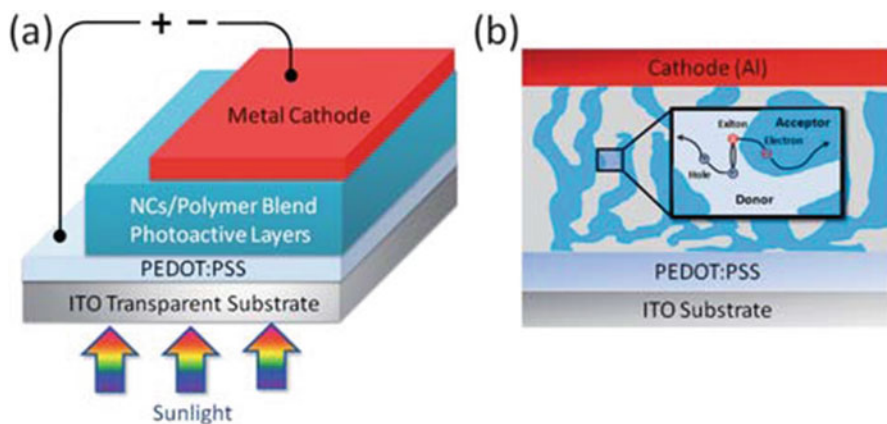 (a)
+ -
Metal Cathode
NCs/Polymer Blend
Photoactive Layers
PEDOT:PSS
ITO Transparent Substrate
Sunlight
(b)
Cathode (Al)
Exiton
Acceptor
Electron
Hole
Donor
PEDOT:PSS
ITO Substrate